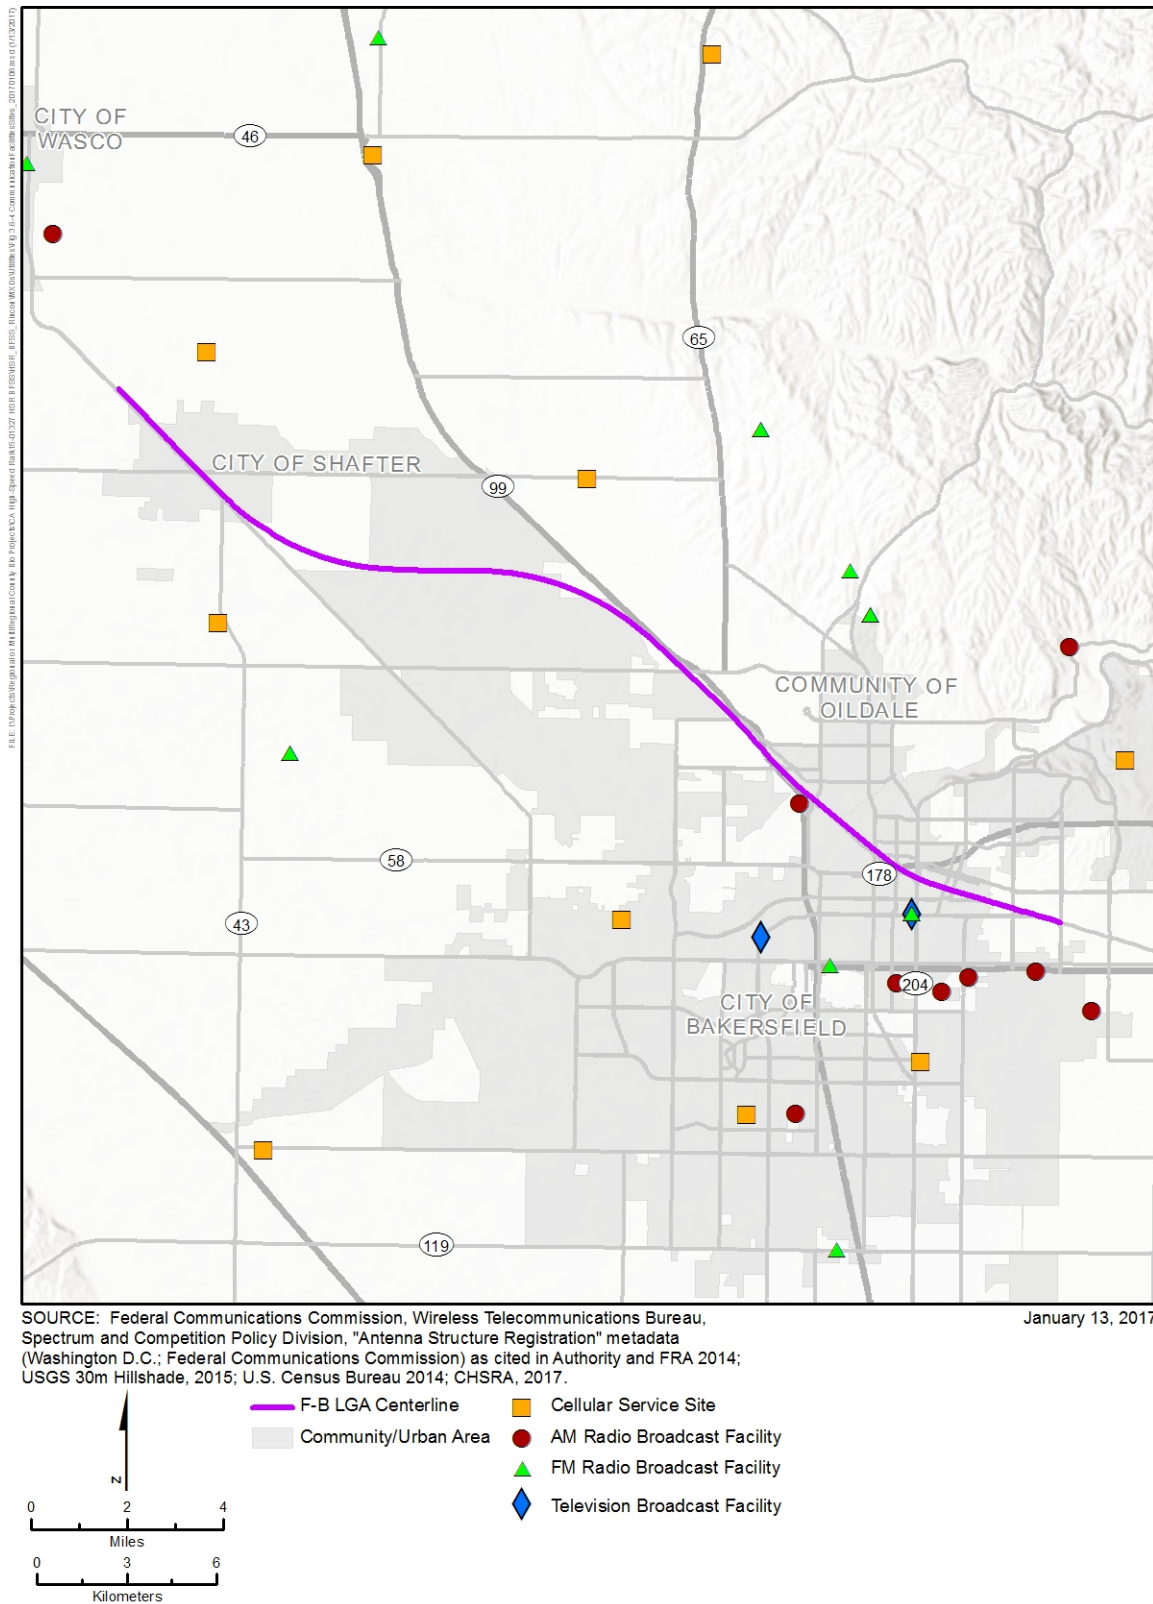 CITY OF
WASCO
46
65
CITY OF SHAFTER
99
COMMUNITY OF
OILDALE
58
178
43
204
CITY OF
BAKERSFIELD
119
SOURCE: Federal Communications Commission, Wireless Telecommunications Bureau,
Spectrum and Competition Policy Division, "Antenna Structure Registration" metadata
(Washington D.C.; Federal Communications Commission) as cited in Authority and FRA 2014;
USGS 30m Hillshade, 2015; U.S. Census Bureau 2014; CHSRA, 2017.
January 13, 2017
F-B LGA Centerline
Community/Urban Area
Cellular Service Site
AM Radio Broadcast Facility
FM Radio Broadcast Facility
Television Broadcast Facility
N
0 2 4
Miles
0 3 6
Kilometers